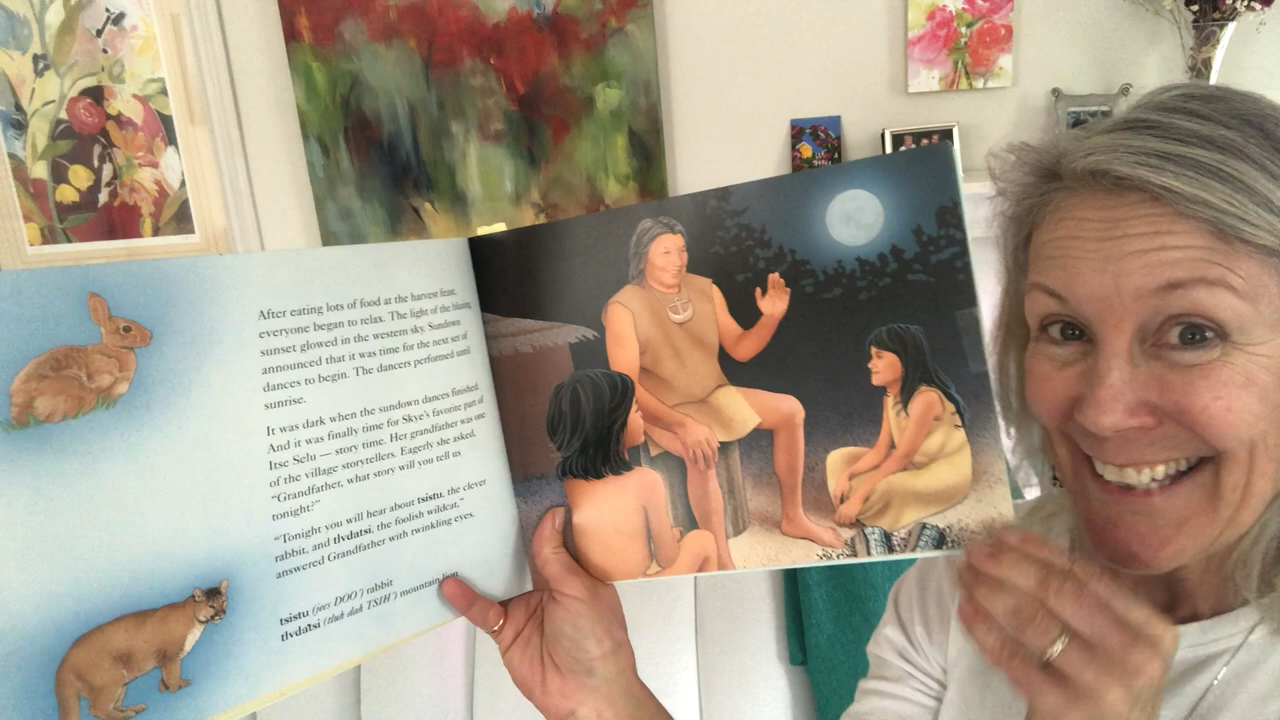 After eating lots of food at the harvest feast,
everyone began to relax. The light of the blazing
sunset glowed in the western sky. Sundown
announced that it was time for the next set of
dances to begin. The dancers performed until
sunrise.
It was dark when the sundown dances finished.
And it was finally time for Skye's favorite part of
Itse Selu — story time. Her grandfather was one
of the village storytellers. Eagerly she asked,
"Grandfather, what story will you tell us
tonight?"
"Tonight you will hear about tsistu, the clever
rabbit, and tlvdatsi, the foolish wildcat,"
answered Grandfather with twinkling eyes.
tsistu (jees DOO') rabbit
tlvdatsi (tluh dah TSIH') mountain lion